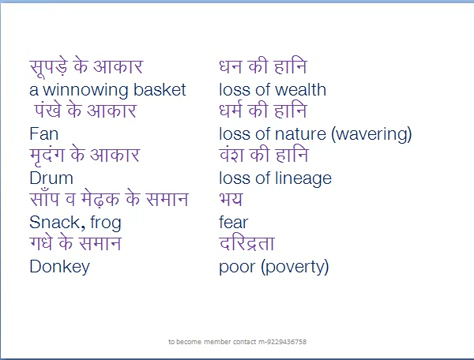 सूपड़े के आकार धन की हानि
a winnowing basket loss of wealth
पंखे के आकार धर्म की हानि
Fan loss of nature (wavering)
मृदंग के आकार वंश की हानि
Drum loss of lineage
साँप व मेढ़क के समान भय
Snack, frog fear
गधे के समान दरिद्रता
Donkey poor (poverty)
to become member contact m-9229436758